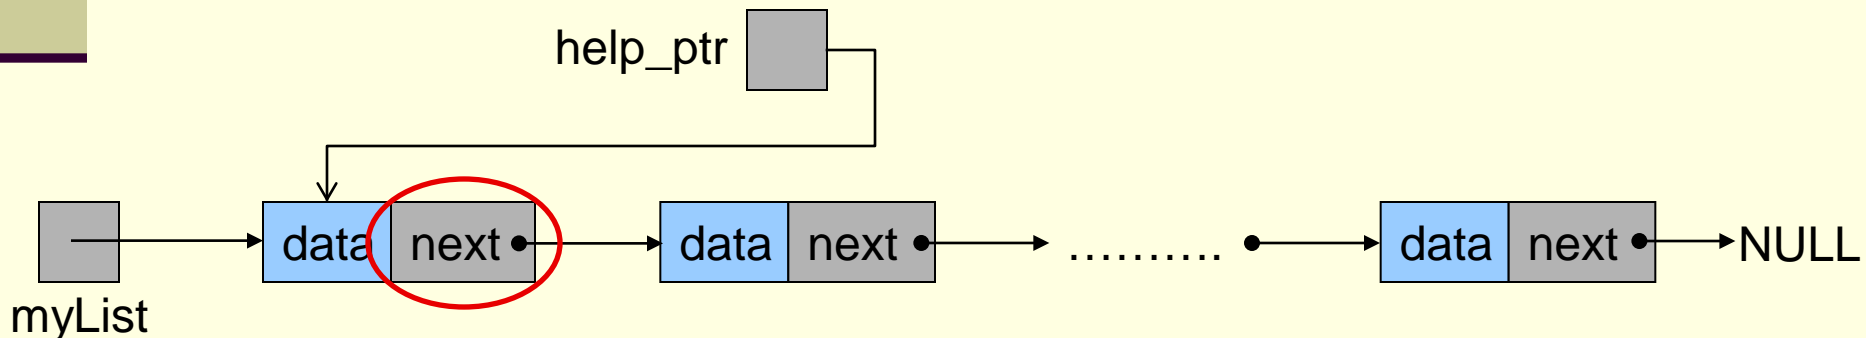 help_ptr
data next data next .......... data next NULL
myList